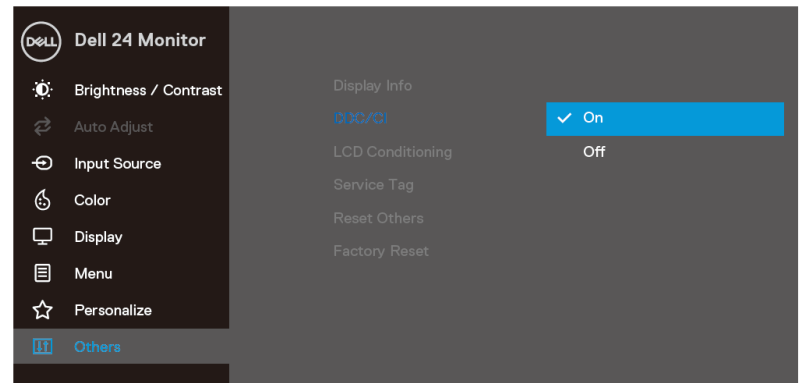 DELL
Dell 24 Monitor
Brightness / Contrast
Auto Adjust
Input Source
Color
Display
Menu
Personalize
Others
Display Info
DDC/CI
LCD Conditioning
Service Tag
Reset Others
Factory Reset
On
Off